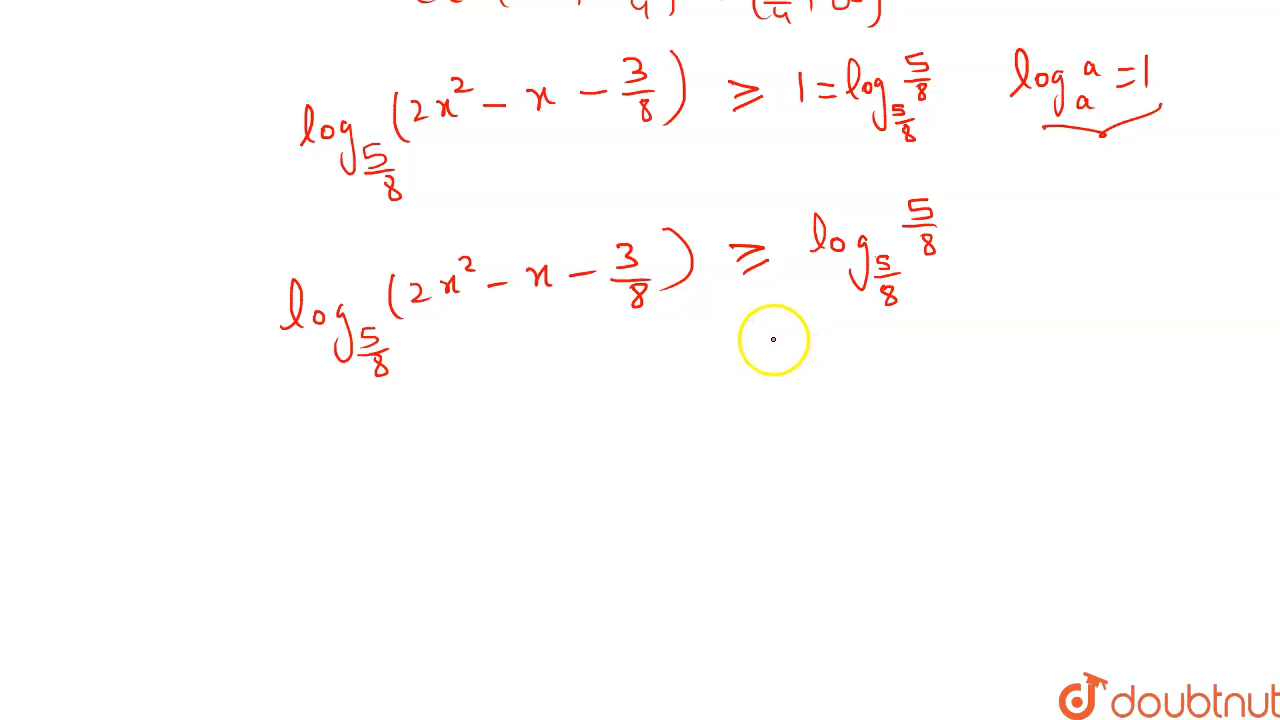 log_{5/8} (2x² - x - 3/8) ≥ 1 = log_{5/8} 5/8 log_a a = 1
log_{5/8} (2x² - x - 3/8) ≥ log_{5/8} 5/8
doubtnut